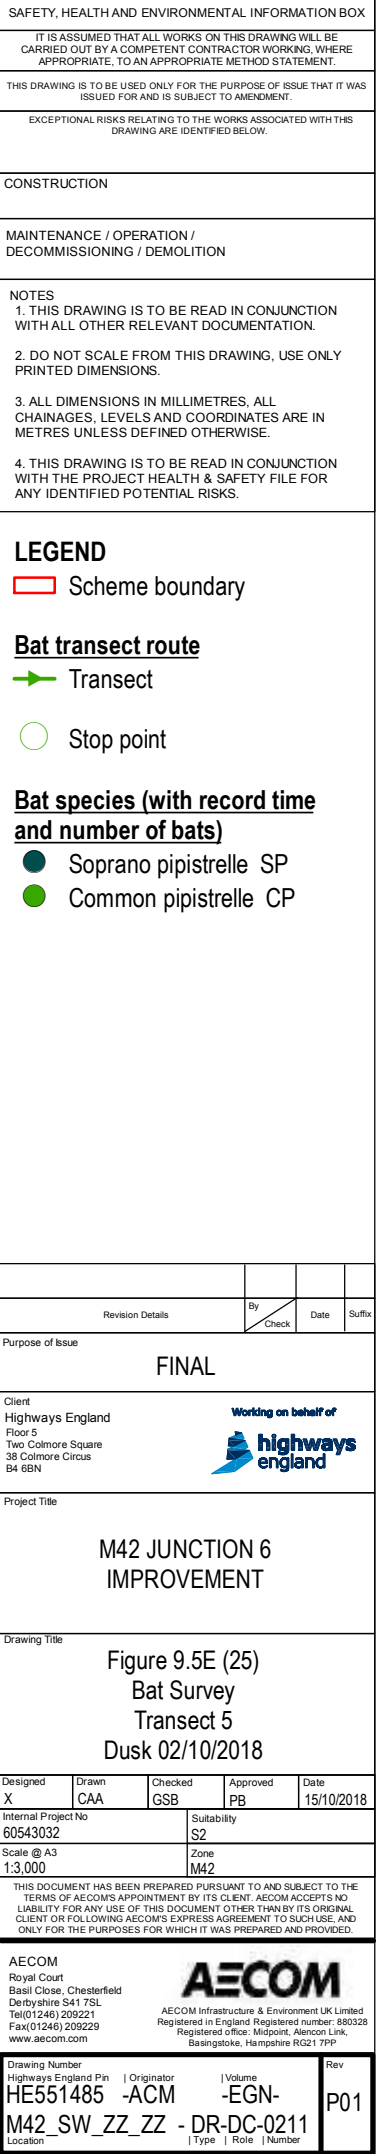 SAFETY, HEALTH AND ENVIRONMENTAL INFORMATION BOX
IT IS ASSUMED THAT ALL WORKS ON THIS DRAWING WILL BE
CARRIED OUT BY A COMPETENT CONTRACTOR WORKING, WHERE
APPROPRIATE, TO AN APPROPRIATE METHOD STATEMENT.
THIS DRAWING IS TO BE USED ONLY FOR THE PURPOSE OF ISSUE THAT IT WAS
ISSUED FOR AND IS SUBJECT TO AMENDMENT.
EXCEPTIONAL RISKS RELATING TO THE WORKS ASSOCIATED WITH THIS
DRAWING ARE IDENTIFIED BELOW.
CONSTRUCTION
MAINTENANCE / OPERATION /
DECOMMISSIONING / DEMOLITION
NOTES
1. THIS DRAWING IS TO BE READ IN CONJUNCTION
WITH ALL OTHER RELEVANT DOCUMENTATION.
2. DO NOT SCALE FROM THIS DRAWING, USE ONLY
PRINTED DIMENSIONS.
3. ALL DIMENSIONS IN MILLIMETRES, ALL
CHAINAGES, LEVELS AND COORDINATES ARE IN
METRES UNLESS DEFINED OTHERWISE.
4. THIS DRAWING IS TO BE READ IN CONJUNCTION
WITH THE PROJECT HEALTH & SAFETY FILE FOR
ANY IDENTIFIED POTENTIAL RISKS.
LEGEND
Scheme boundary
Bat transect route
Transect
Stop point
Bat species (with record time
and number of bats)
Soprano pipistrelle SP
Common pipistrelle CP
Revision Details By Check Date Suffix
Purpose of Issue
FINAL
Client
Highways England
Floor 5
Two Colmore Square
38 Colmore Circus
B4 6BN
Working on behalf of
highways
england
Project Title
M42 JUNCTION 6
IMPROVEMENT
Drawing Title
Figure 9.5E (25)
Bat Survey
Transect 5
Dusk 02/10/2018
Designed Drawn Checked Approved Date
X CAA GSB PB 15/10/2018
Internal Project No Suitability
60543032 S2
Scale @ A3 Zone
1:3,000 M42
THIS DOCUMENT HAS BEEN PREPARED PURSUANT TO AND SUBJECT TO THE
TERMS OF AECOM'S APPOINTMENT BY ITS CLIENT. AECOM ACCEPTS NO
LIABILITY FOR ANY USE OF THIS DOCUMENT OTHER THAN BY ITS ORIGINAL
CLIENT OR FOLLOWING AECOM'S EXPRESS AGREEMENT TO SUCH USE, AND
ONLY FOR THE PURPOSES FOR WHICH IT WAS PREPARED AND PROVIDED.
AECOM
Royal Court
Basil Close, Chesterfield
Derbyshire S41 7SL
Tel(01246) 209221
Fax(01246) 209229
www.aecom.com
AECOM
AECOM Infrastructure & Environment UK Limited
Registered in England Registered number: 880328
Registered office: Midpoint, Alencon Link,
Basingstoke, Hampshire RG21 7PP
Drawing Number
Highways England Pin | Originator | Volume
HE551485 -ACM -EGN-
M42_SW_ZZ_ZZ - DR-DC-0211
Location | Type | Role | Number
Rev
P01